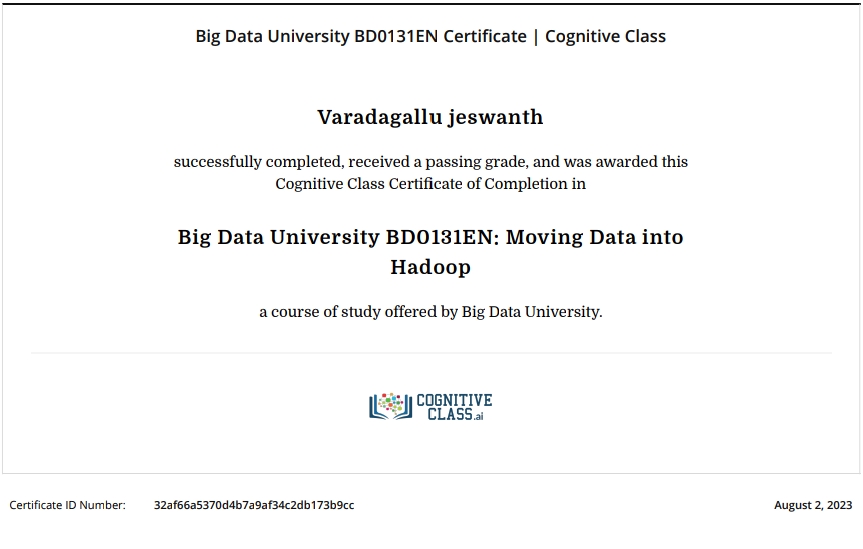 Big Data University BD0131EN Certificate | Cognitive Class
Varadagallu jeswanth
successfully completed, received a passing grade, and was awarded this
Cognitive Class Certificate of Completion in
Big Data University BD0131EN: Moving Data into
Hadoop
a course of study offered by Big Data University.
COGNITIVE
CLASS.ai
Certificate ID Number: 32af66a5370d4b7a9af34c2db173b9cc August 2, 2023